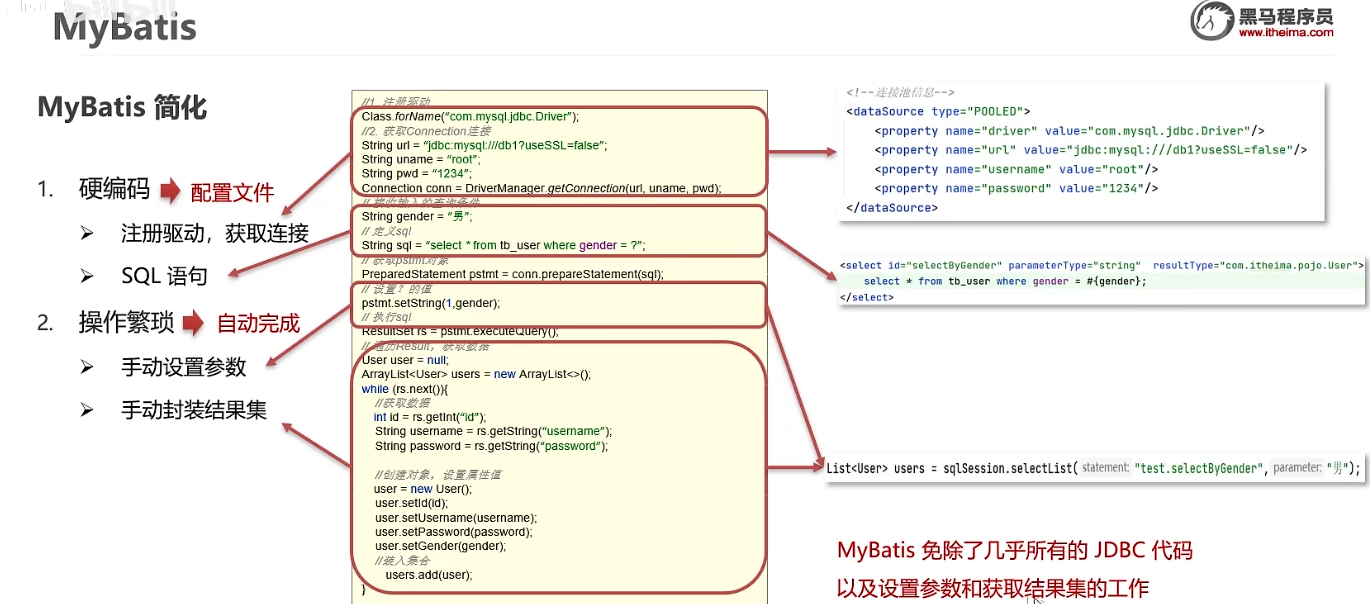 MyBatis
黑马程序员
www.itheima.com
MyBatis 简化
1. 硬编码 配置文件
注册驱动，获取连接
SQL 语句
2. 操作繁琐 自动完成
手动设置参数
手动封装结果集
//1. 注册驱动
Class.forName("com.mysql.jdbc.Driver");
//2. 获取Connection连接
String url = "jdbc:mysql:///db1?useSSL=false";
String uname = "root";
String pwd = "1234";
Connection conn = DriverManager.getConnection(url, uname, pwd);
// 接收输入的查询条件
String gender = "男";
// 定义sql
String sql = "select * from tb_user where gender = ?";
// 获取pstmt对象
PreparedStatement pstmt = conn.prepareStatement(sql);
// 设置？的值
pstmt.setString(1,gender);
// 执行sql
ResultSet rs = pstmt.executeQuery();
// 遍历Result，获取数据
User user = null;
ArrayList<User> users = new ArrayList<>();
while (rs.next()){
//获取数据
int id = rs.getInt("id");
String username = rs.getString("username");
String password = rs.getString("password");
//创建对象，设置属性值
user = new User();
user.setId(id);
user.setUsername(username);
user.setPassword(password);
user.setGender(gender);
//装入集合
users.add(user);
}
<!--连接池信息-->
<dataSource type="POOLED">
<property name="driver" value="com.mysql.jdbc.Driver"/>
<property name="url" value="jdbc:mysql:///db1?useSSL=false"/>
<property name="username" value="root"/>
<property name="password" value="1234"/>
</dataSource>
<select id="selectByGender" parameterType="string" resultType="com.itheima.pojo.User">
select * from tb_user where gender = #{gender};
</select>
List<User> users = sqlSession.selectList( statement: "test.selectByGender", parameter: "男");
MyBatis 免除了几乎所有的 JDBC 代码
以及设置参数和获取结果集的工作